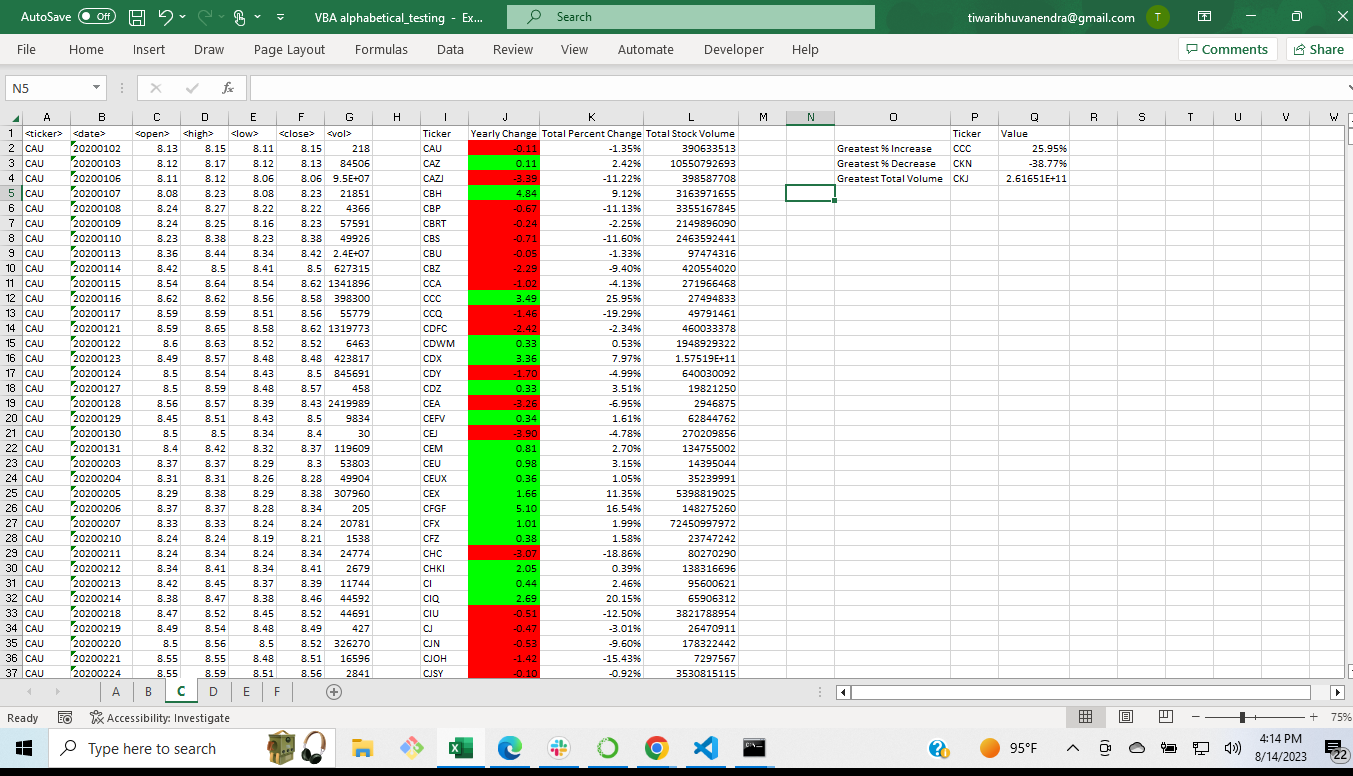 AutoSave Off VBA alphabetical_testing - Ex... Search tiwaribhuvanendra@gmail.com T
File Home Insert Draw Page Layout Formulas Data Review View Automate Developer Help Comments Share
N5 fx
A B C D E F G H I J K L M N O P Q R S T U V W
1 <ticker> <date> <open> <high> <low> <close> <vol> Ticker Yearly Change Total Percent Change Total Stock Volume Ticker Value
2 CAU 20200102 8.13 8.15 8.11 8.15 218 CAU -0.11 -1.35% 390633513 Greatest % Increase CCC 25.95%
3 CAU 20200103 8.12 8.17 8.12 8.13 84506 CAZ 0.11 2.42% 10550792693 Greatest % Decrease CKN -38.77%
4 CAU 20200106 8.11 8.12 8.06 8.06 9.5E+07 CAZJ -3.39 -11.22% 398587708 Greatest Total Volume CKJ 2.61651E+11
5 CAU 20200107 8.08 8.23 8.08 8.23 21851 CBH 4.84 9.12% 3163971655
6 CAU 20200108 8.24 8.27 8.22 8.22 4366 CBP -0.67 -11.13% 3355167845
7 CAU 20200109 8.24 8.25 8.16 8.23 57591 CBRT -0.24 -2.25% 2149896090
8 CAU 20200110 8.23 8.38 8.23 8.38 49926 CBS -0.71 -11.60% 2463592441
9 CAU 20200113 8.36 8.44 8.34 8.42 2.4E+07 CBU -0.05 -1.33% 97474316
10 CAU 20200114 8.42 8.5 8.41 8.5 627315 CBZ -2.29 -9.40% 420554020
11 CAU 20200115 8.54 8.64 8.54 8.62 1341896 CCA -1.02 -4.13% 271966468
12 CAU 20200116 8.62 8.62 8.56 8.58 398300 CCC 3.49 25.95% 27494833
13 CAU 20200117 8.59 8.59 8.51 8.56 55779 CCQ -1.46 -19.29% 49791461
14 CAU 20200121 8.59 8.65 8.58 8.62 1319773 CDFC -2.42 -2.34% 460033378
15 CAU 20200122 8.6 8.63 8.52 8.52 6463 CDWM 0.33 0.53% 1948929322
16 CAU 20200123 8.49 8.57 8.48 8.48 423817 CDX 3.36 7.97% 1.57519E+11
17 CAU 20200124 8.5 8.54 8.43 8.5 845691 CDY -1.70 -4.99% 640030092
18 CAU 20200127 8.5 8.59 8.48 8.57 458 CDZ 0.33 3.51% 19821250
19 CAU 20200128 8.56 8.57 8.39 8.43 2419989 CEA -3.26 -6.95% 2946875
20 CAU 20200129 8.45 8.51 8.43 8.5 9834 CEFV 0.34 1.61% 62844762
21 CAU 20200130 8.5 8.5 8.34 8.4 30 CEJ -3.90 -4.78% 270209856
22 CAU 20200131 8.4 8.42 8.32 8.37 119609 CEM 0.81 2.70% 134755002
23 CAU 20200203 8.37 8.37 8.29 8.3 53803 CEU 0.98 3.15% 14395044
24 CAU 20200204 8.31 8.31 8.26 8.28 49904 CEUX 0.36 1.05% 35239991
25 CAU 20200205 8.29 8.38 8.29 8.38 307960 CEX 1.66 11.35% 5398819025
26 CAU 20200206 8.37 8.37 8.28 8.34 205 CFGF 5.10 16.54% 148275260
27 CAU 20200207 8.33 8.33 8.24 8.24 20781 CFX 1.01 1.99% 72450997972
28 CAU 20200210 8.24 8.24 8.19 8.21 1538 CFZ 0.38 1.58% 23747242
29 CAU 20200211 8.24 8.34 8.24 8.34 24774 CHC -3.07 -18.86% 80270290
30 CAU 20200212 8.34 8.41 8.34 8.41 2679 CHKI 2.05 0.39% 138316696
31 CAU 20200213 8.42 8.45 8.37 8.39 11744 CI 0.44 2.46% 95600621
32 CAU 20200214 8.38 8.47 8.38 8.46 44592 CIQ 2.69 20.15% 65906312
33 CAU 20200218 8.47 8.52 8.45 8.52 44691 CIU -0.51 -12.50% 3821788954
34 CAU 20200219 8.49 8.54 8.48 8.49 427 CJ -0.47 -3.01% 26470911
35 CAU 20200220 8.5 8.56 8.5 8.52 326270 CJN -0.53 -9.60% 178322442
36 CAU 20200221 8.55 8.55 8.48 8.51 16596 CJOH -1.42 -15.43% 7297567
37 CAU 20200224 8.55 8.59 8.51 8.56 2841 CJSY -0.10 -0.92% 3530815115
A B C D E F
Ready Accessibility: Investigate 75%
Type here to search 95°F 4:14 PM
8/14/2023 22